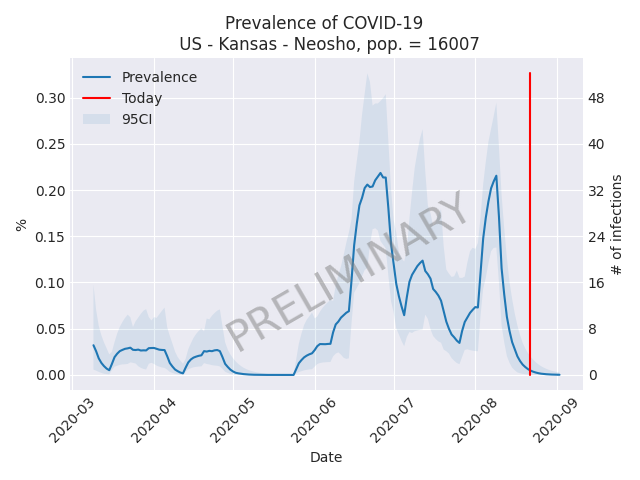 Prevalence of COVID-19
US - Kansas - Neosho, pop. = 16007
Prevalence
Today
95CI
0.30
0.25
0.20
0.15
0.10
0.05
0.00
%
48
40
32
24
16
8
0
# of infections
PRELIMINARY
2020-03
2020-04
2020-05
2020-06
2020-07
2020-08
2020-09
Date